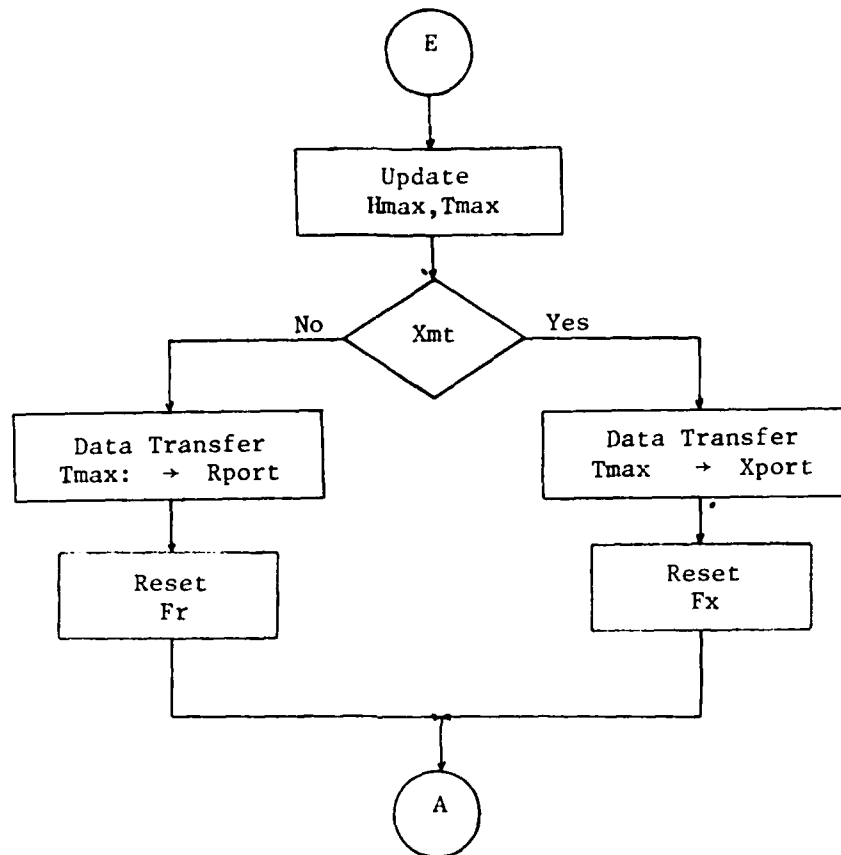 E
Update
Hmax,Tmax
Xmt
No
Yes
Data Transfer
Tmax: → Rport
Data Transfer
Tmax → Xport
Reset
Fr
Reset
Fx
A